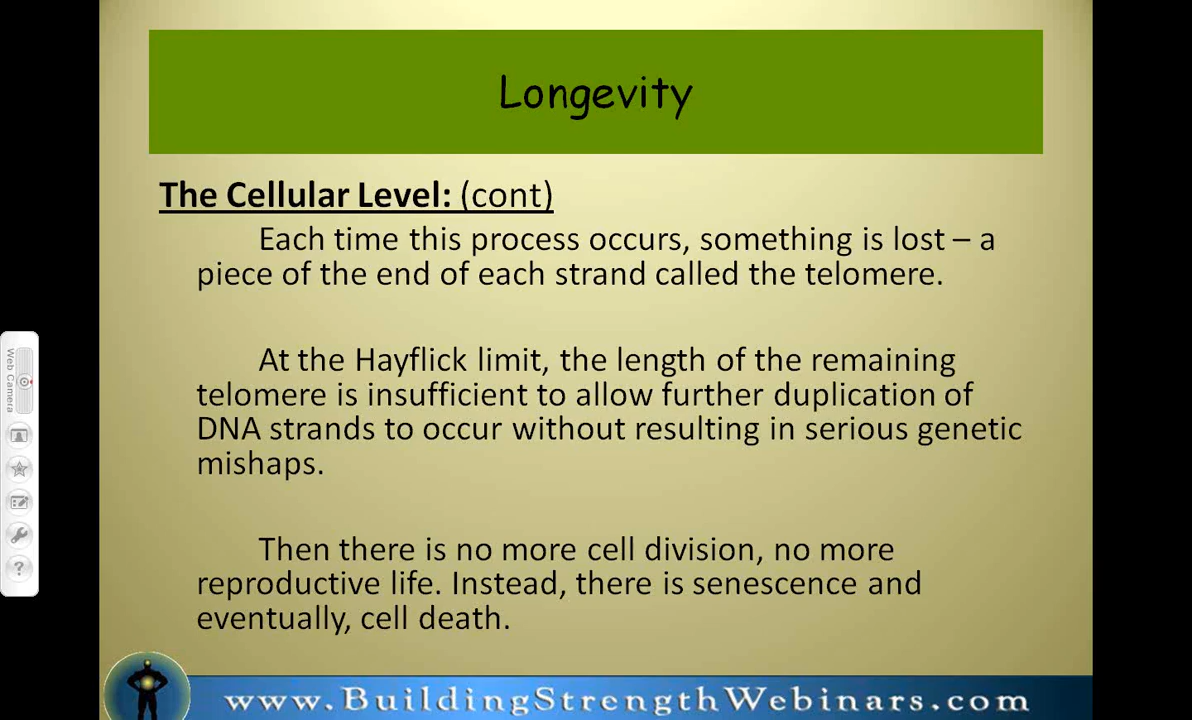 Longevity
The Cellular Level: (cont)
Each time this process occurs, something is lost – a
piece of the end of each strand called the telomere.
At the Hayflick limit, the length of the remaining
telomere is insufficient to allow further duplication of
DNA strands to occur without resulting in serious genetic
mishaps.
Then there is no more cell division, no more
reproductive life. Instead, there is senescence and
eventually, cell death.
Web Camera
?
www.BuildingStrengthWebinars.com